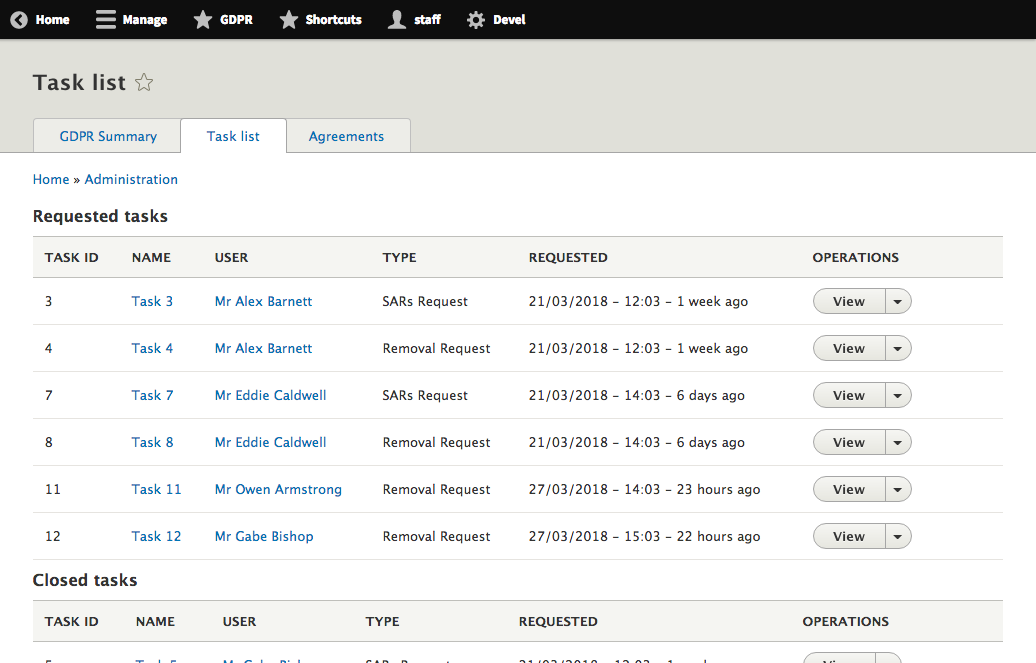 Home Manage GDPR Shortcuts staff Devel
Task list
GDPR Summary Task list Agreements
Home » Administration
Requested tasks
TASK ID NAME USER TYPE REQUESTED OPERATIONS
3 Task 3 Mr Alex Barnett SARs Request 21/03/2018 - 12:03 - 1 week ago View
4 Task 4 Mr Alex Barnett Removal Request 21/03/2018 - 12:03 - 1 week ago View
7 Task 7 Mr Eddie Caldwell SARs Request 21/03/2018 - 14:03 - 6 days ago View
8 Task 8 Mr Eddie Caldwell Removal Request 21/03/2018 - 14:03 - 6 days ago View
11 Task 11 Mr Owen Armstrong Removal Request 27/03/2018 - 14:03 - 23 hours ago View
12 Task 12 Mr Gabe Bishop Removal Request 27/03/2018 - 15:03 - 22 hours ago View
Closed tasks
TASK ID NAME USER TYPE REQUESTED OPERATIONS